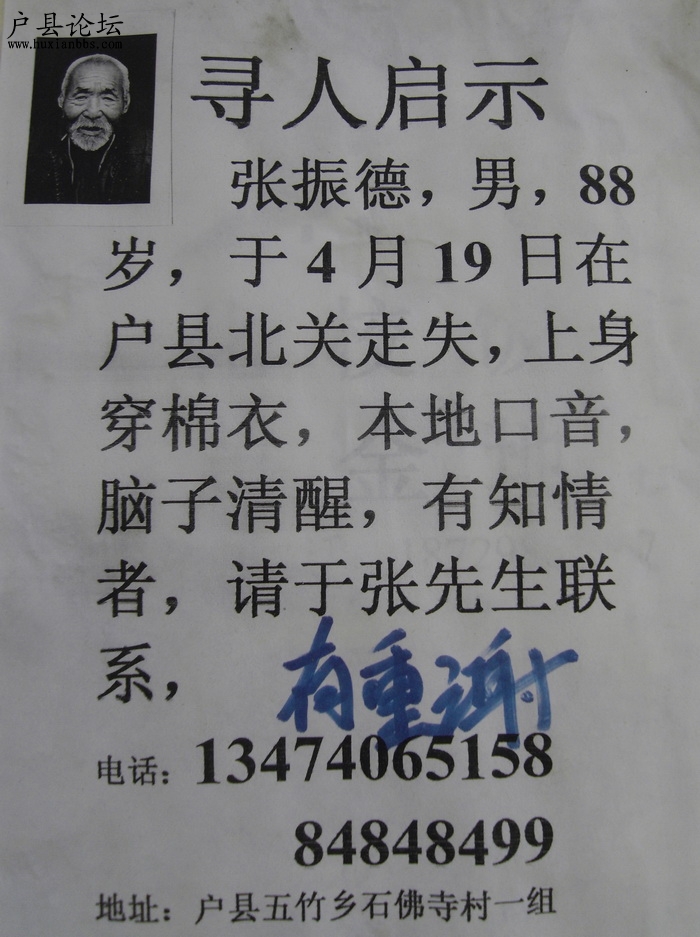 户县论坛
www.huxianbbs.com
寻人启示
张振德，男，88
岁，于4月19日在
户县北关走失，上身
穿棉衣，本地口音，
脑子清醒，有知情
者，请于张先生联
系，
有重谢
电话：13474065158
84848499
地址：户县五竹乡石佛寺村一组